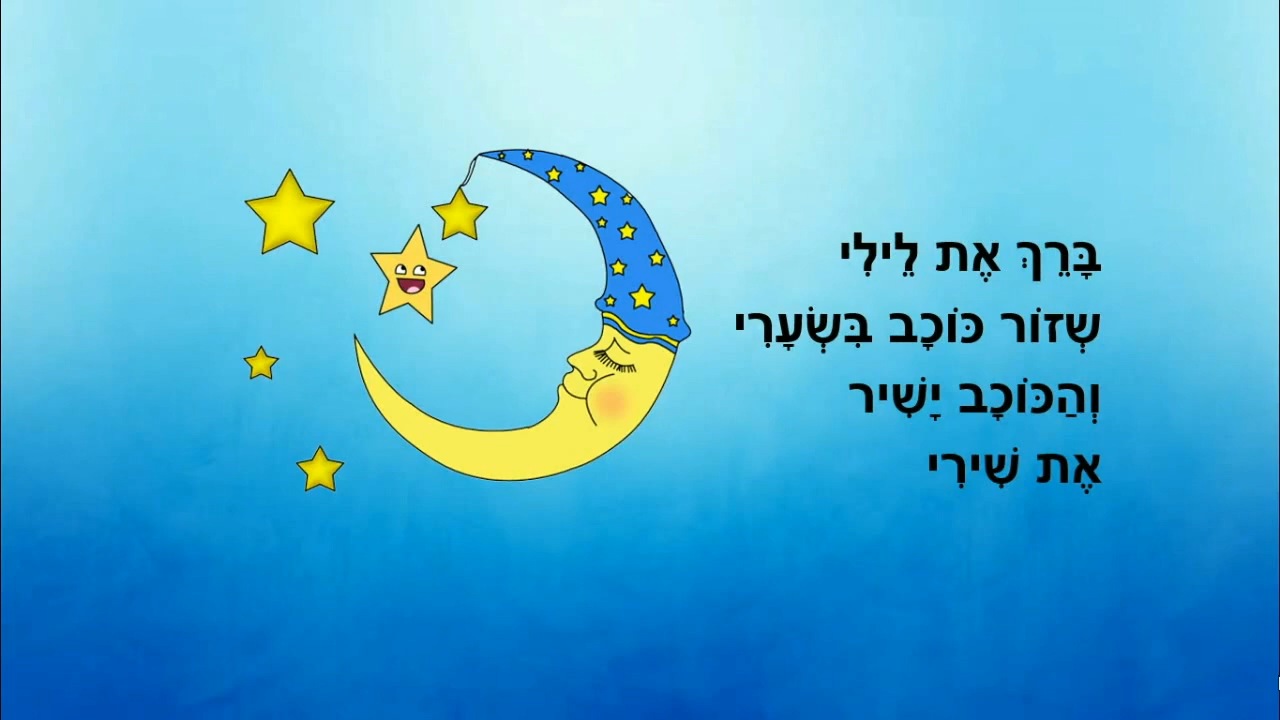 בָּרֵךְ אֶת לֵילִי
שְׁזוֹר כּוֹכָב בִּשְׂעָרִי
וְהַכּוֹכָב יָשִׁיר
אֶת שִׁירִי